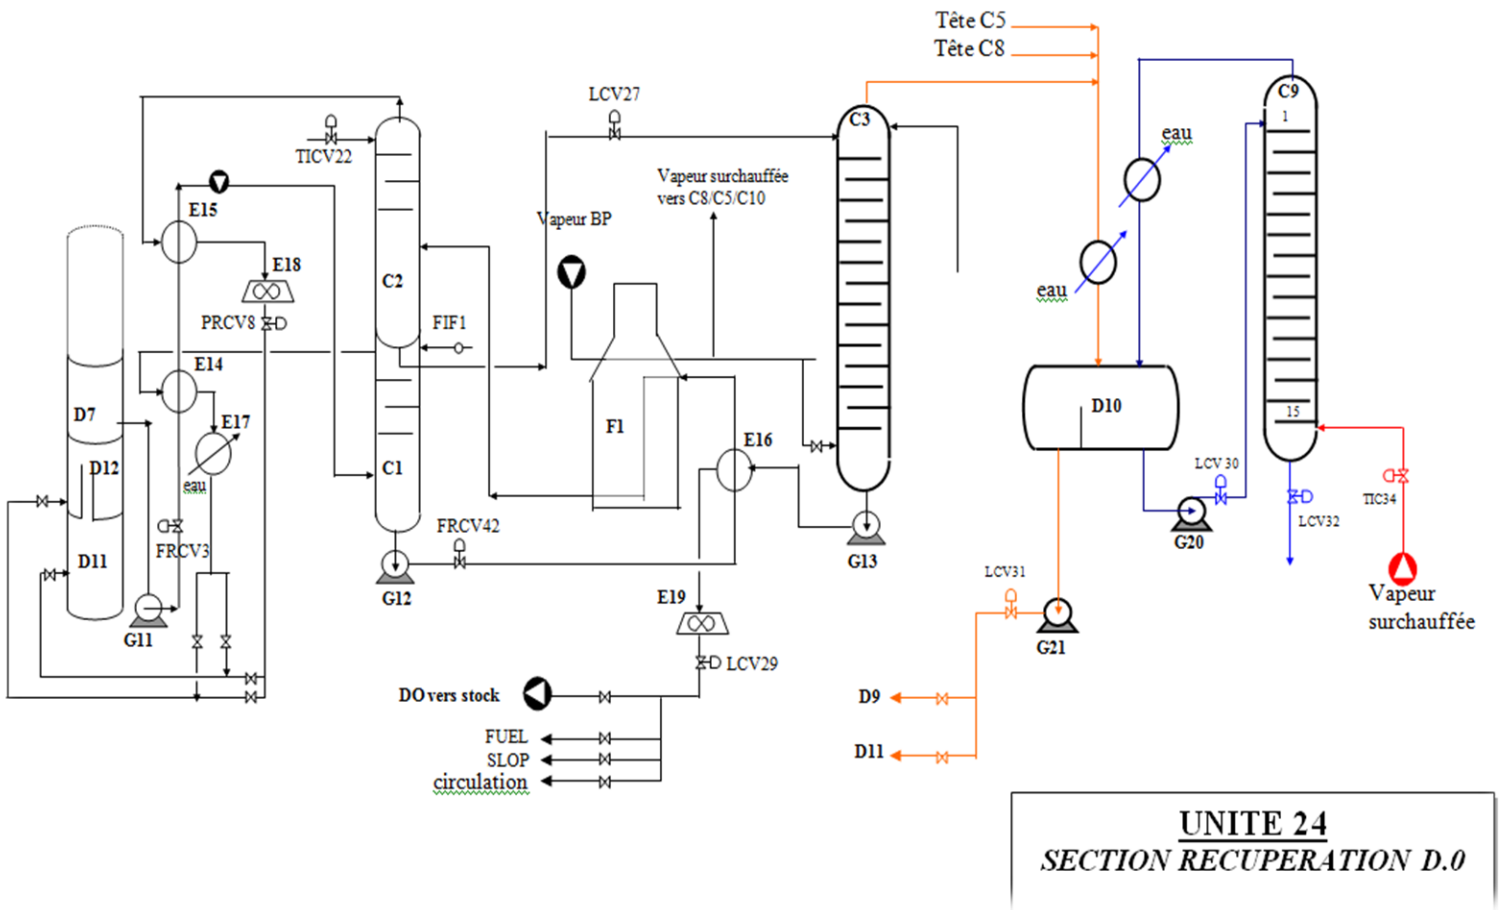 Tête C5
Tête C8
LCV27
C3
C9
1
eau
TICV22
Vapeur surchauffée
vers C8/C5/C10
E15
Vapeur BP
E18
C2
eau
PRCV8
FIF1
E14
D7
E17
F1
D10
15
E16
D12
C1
eau
LCV 30
TIC34
LCV32
FRCV3
FRCV42
G20
D11
G13
G12
LCV31
Vapeur
surchauffée
E19
G11
G21
LCV29
DO vers stock
D9
FUEL
SLOP
D11
circulation
UNITE 24
SECTION RECUPERATION D.0